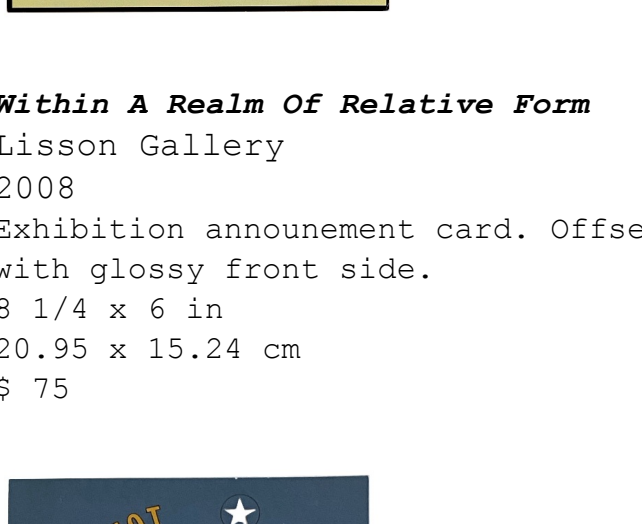 Within A Realm Of Relative Form
Lisson Gallery
2008
Exhibition announement card. Offse
with glossy front side.
8 1/4 x 6 in
20.95 x 15.24 cm
$ 75